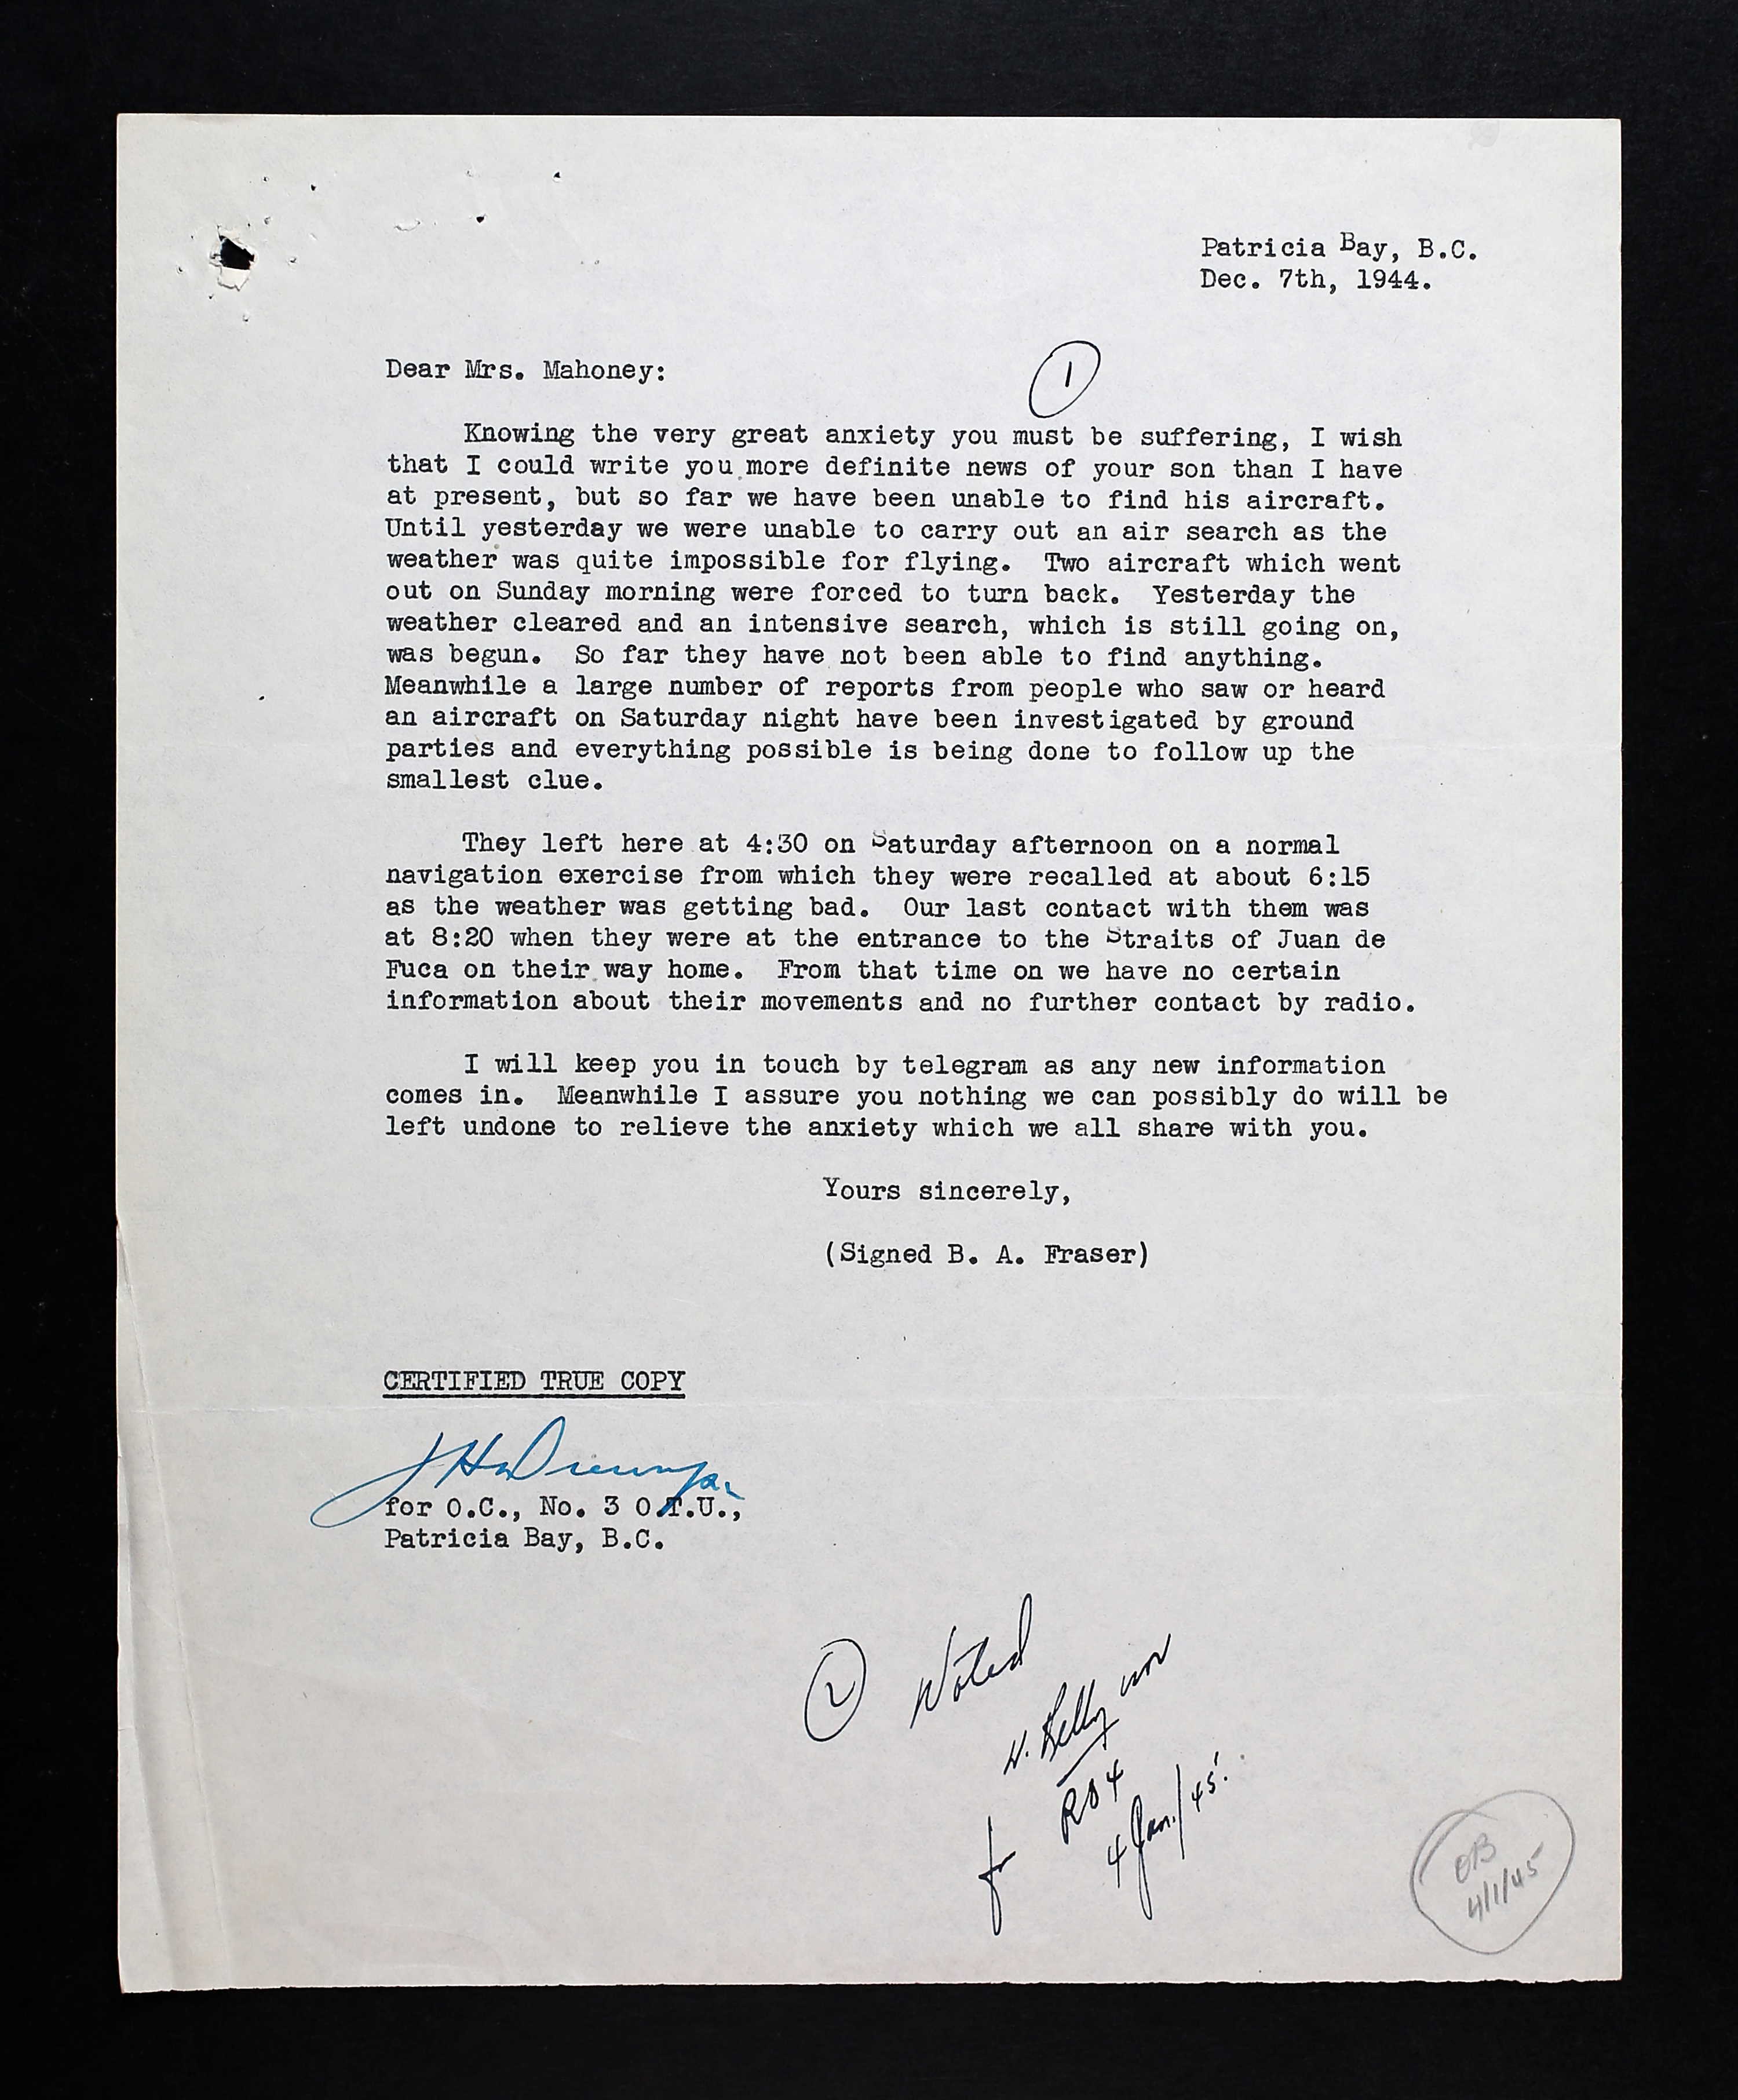 Patricia Bay, B.C.
Dec. 7th, 1944.
Dear Mrs. Mahoney:
1
Knowing the very great anxiety you must be suffering, I wish
that I could write you more definite news of your son than I have
at present, but so far we have been unable to find his aircraft.
Until yesterday we were unable to carry out an air search as the
weather was quite impossible for flying. Two aircraft which went
out on Sunday morning were forced to turn back. Yesterday the
weather cleared and an intensive search, which is still going on,
was begun. So far they have not been able to find anything.
Meanwhile a large number of reports from people who saw or heard
an aircraft on Saturday night have been investigated by ground
parties and everything possible is being done to follow up the
smallest clue.
They left here at 4:30 on Saturday afternoon on a normal
navigation exercise from which they were recalled at about 6:15
as the weather was getting bad. Our last contact with them was
at 8:20 when they were at the entrance to the Straits of Juan de
Fuca on their way home. From that time on we have no certain
information about their movements and no further contact by radio.
I will keep you in touch by telegram as any new information
comes in. Meanwhile I assure you nothing we can possibly do will be
left undone to relieve the anxiety which we all share with you.
Yours sincerely,
(Signed B. A. Fraser)
CERTIFIED TRUE COPY
for O.C., No. 3 O.T.U.,
Patricia Bay, B.C.
2 Noted
W. Kelly
for RO4
4 Jan./45.
OB
4/1/45